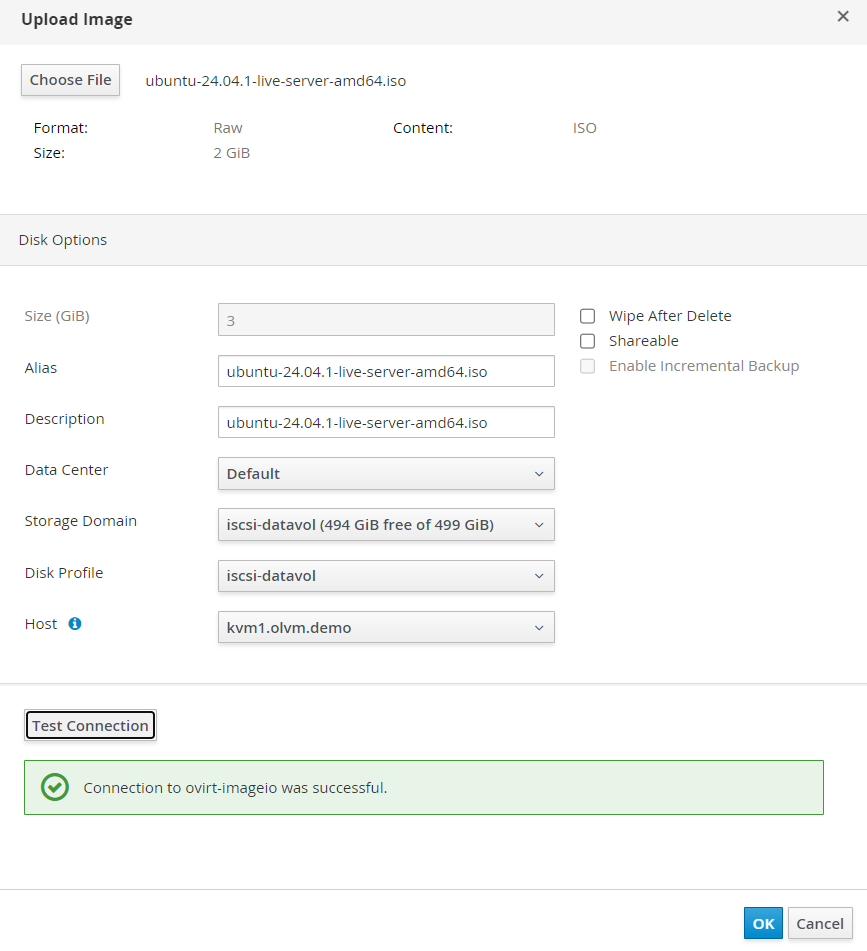 Upload Image
Choose File ubuntu-24.04.1-live-server-amd64.iso
Format: Raw Content: ISO
Size: 2 GiB
Disk Options
Size (GiB) 3 Wipe After Delete
Shareable
Alias ubuntu-24.04.1-live-server-amd64.iso Enable Incremental Backup
Description ubuntu-24.04.1-live-server-amd64.iso
Data Center Default
Storage Domain iscsi-datavol (494 GiB free of 499 GiB)
Disk Profile iscsi-datavol
Host kvm1.olvm.demo
Test Connection
Connection to ovirt-imageio was successful.
OK Cancel